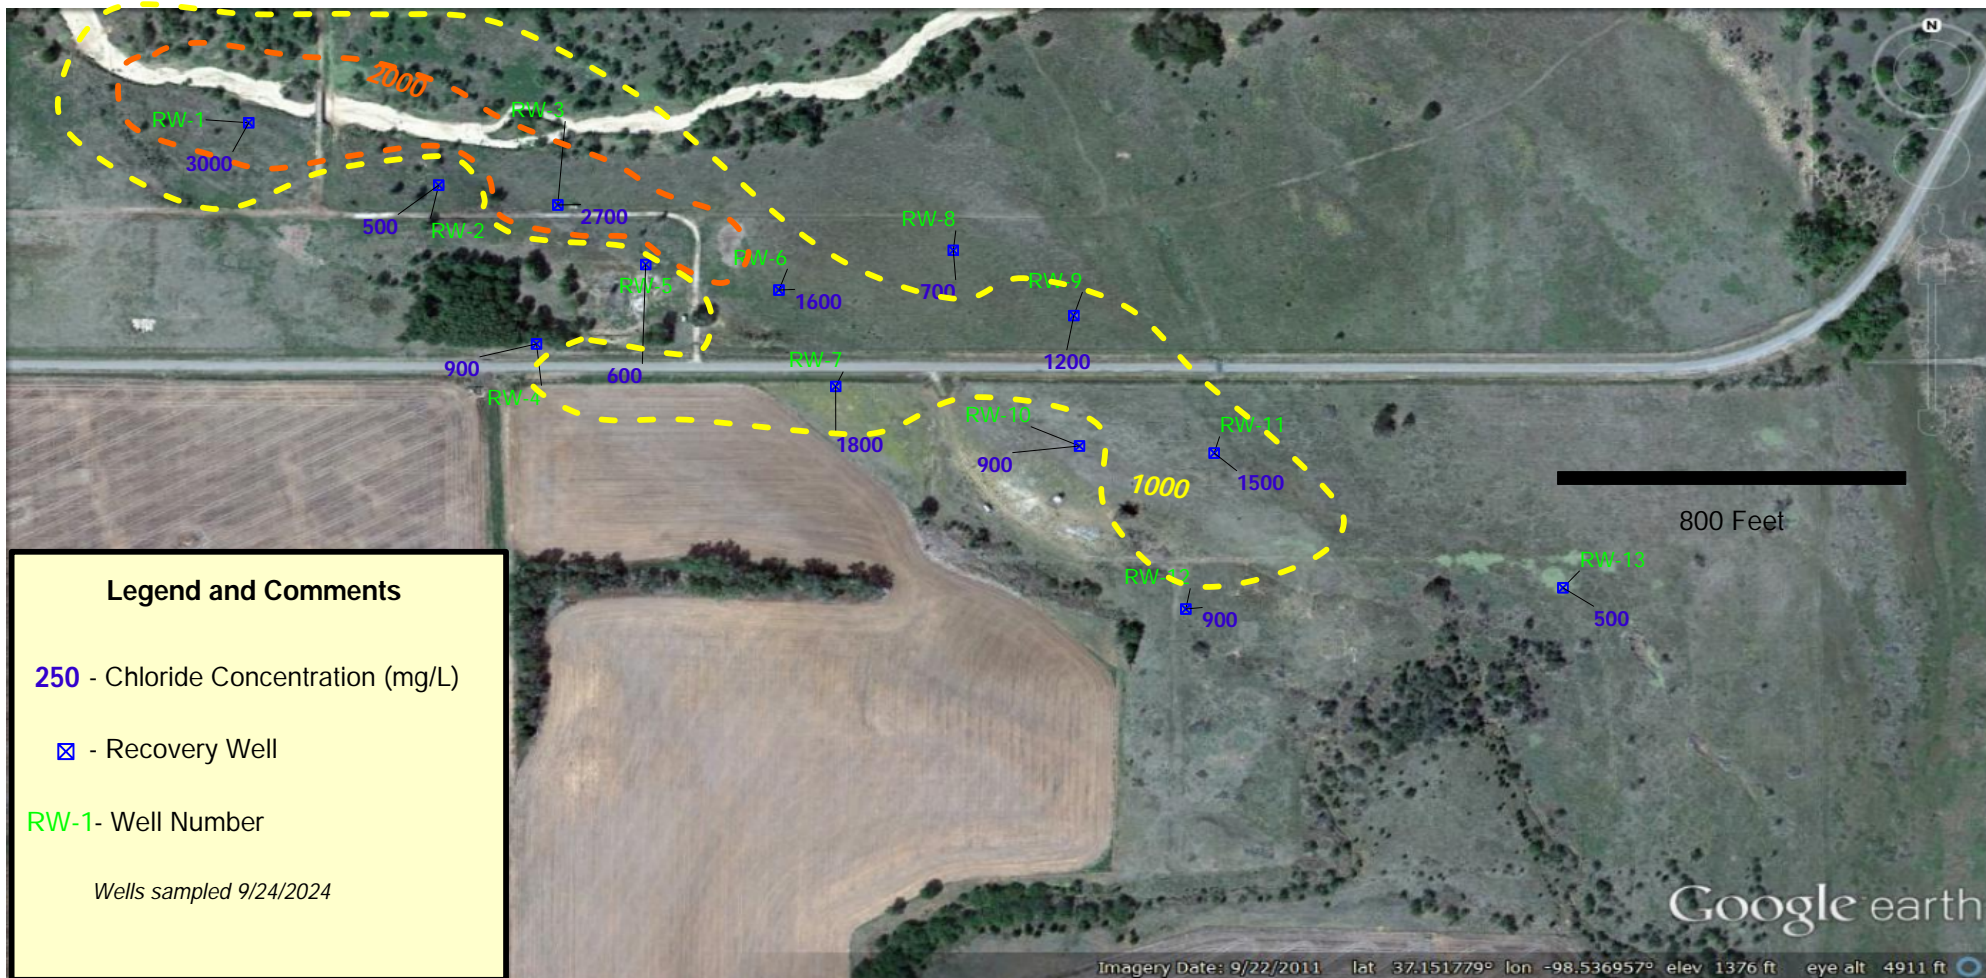 N
2000
RW-3
RW-1
3000
500
RW-2
2700
RW-8
RW-6
RW-5
1600
700
RW-9
900
RW-4
600
RW-7
1200
1800
RW-10
900
RW-11
1500
1000
800 Feet
RW-12
900
RW-13
500
Legend and Comments
250 - Chloride Concentration (mg/L)
- Recovery Well
RW-1- Well Number
Wells sampled 9/24/2024
Google earth
Imagery Date: 9/22/2011 lat 37.151779° lon -98.536957° elev 1376 ft eye alt 4911 ft